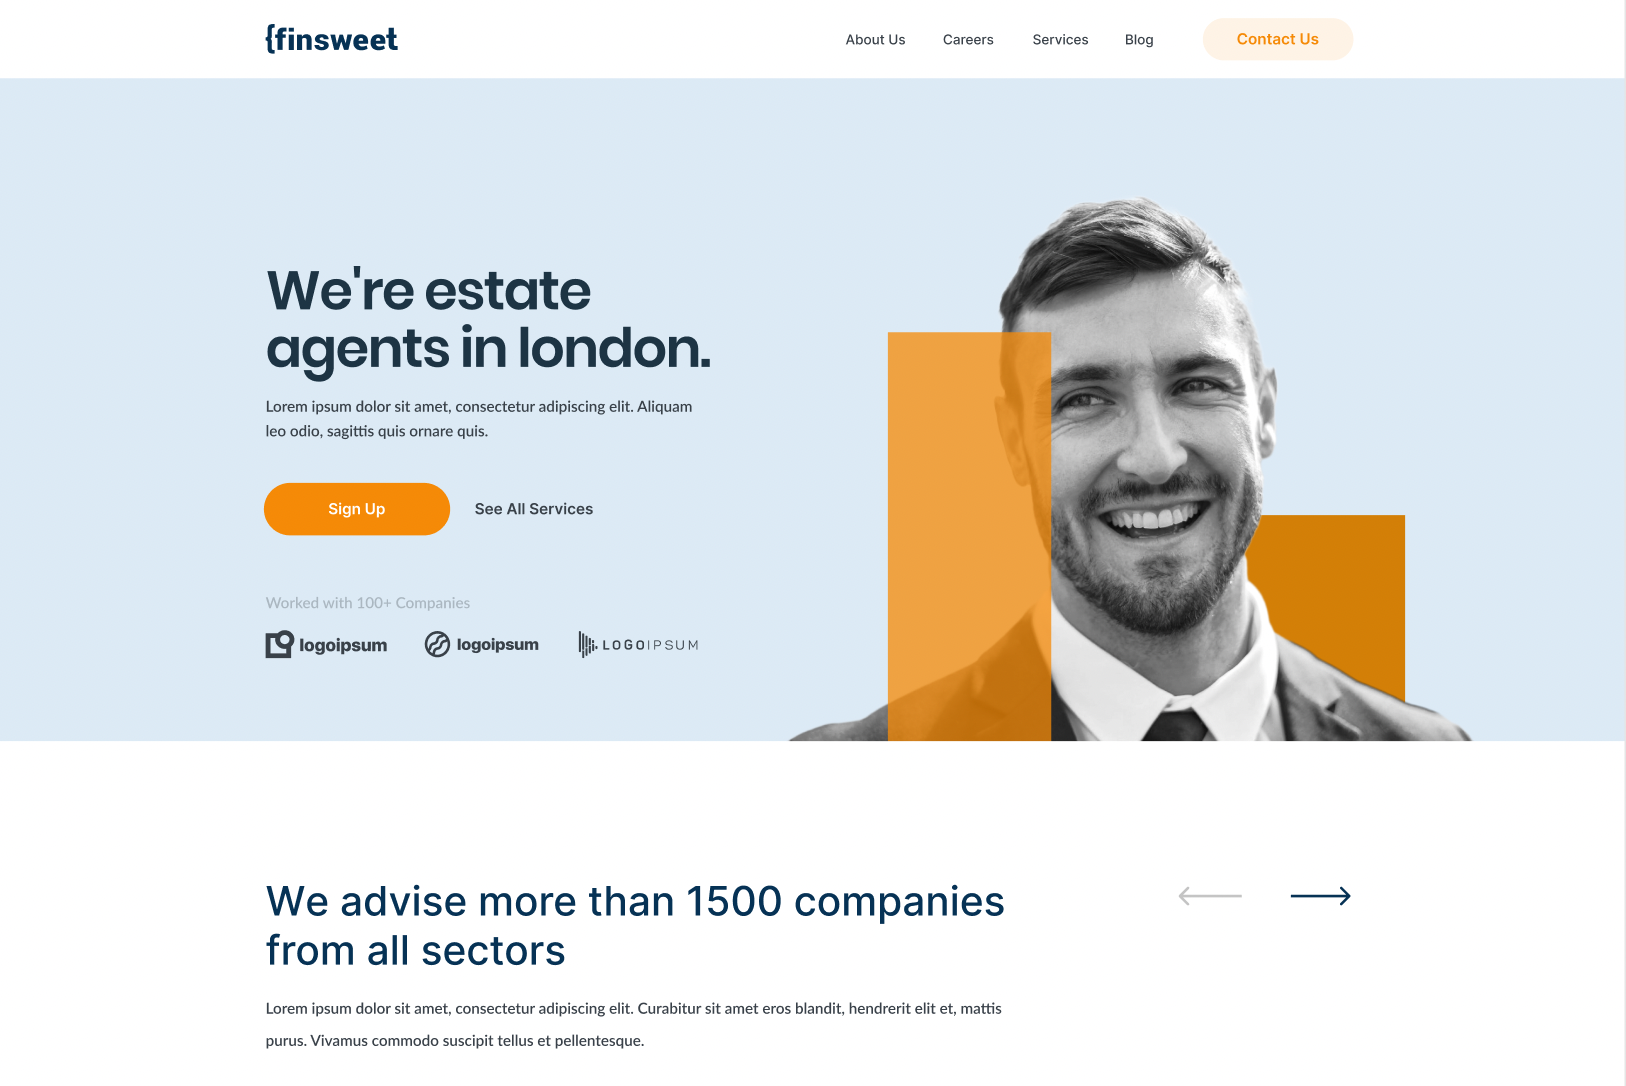 {finsweet
About Us
Careers
Services
Blog
Contact Us
We're estate
agents in london.
Lorem ipsum dolor sit amet, consectetur adipiscing elit. Aliquam
leo odio, sagittis quis ornare quis.
Sign Up
See All Services
Worked with 100+ Companies
logoipsum
logoipsum
LOGOIPSUM
We advise more than 1500 companies
from all sectors
Lorem ipsum dolor sit amet, consectetur adipiscing elit. Curabitur sit amet eros blandit, hendrerit elit et, mattis
purus. Vivamus commodo suscipit tellus et pellentesque.